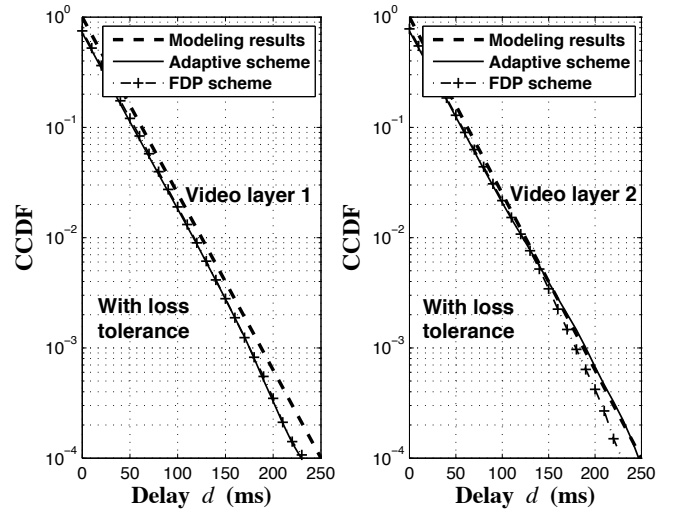 10^0
10^-1
10^-2
10^-3
10^-4
CCDF
0 50 100 150 200 250
Delay d (ms)
Modeling results
Adaptive scheme
FDP scheme
Video layer 1
With loss
tolerance
10^0
10^-1
10^-2
10^-3
10^-4
CCDF
0 50 100 150 200 250
Delay d (ms)
Modeling results
Adaptive scheme
FDP scheme
Video layer 2
With loss
tolerance